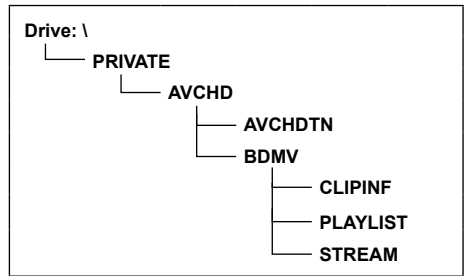 Drive: \
PRIVATE
AVCHD
AVCHDTN
BDMV
CLIPINF
PLAYLIST
STREAM